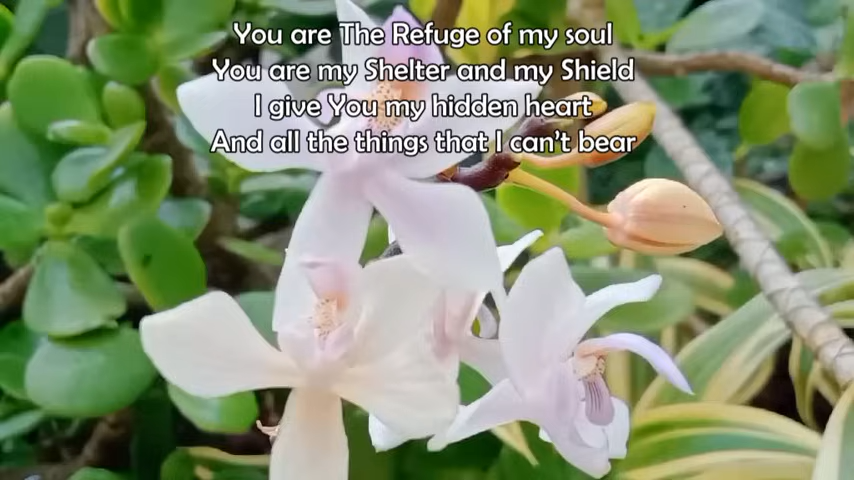 You are The Refuge of my soul
You are my Shelter and my Shield
I give You my hidden heart
And all the things that I can't bear